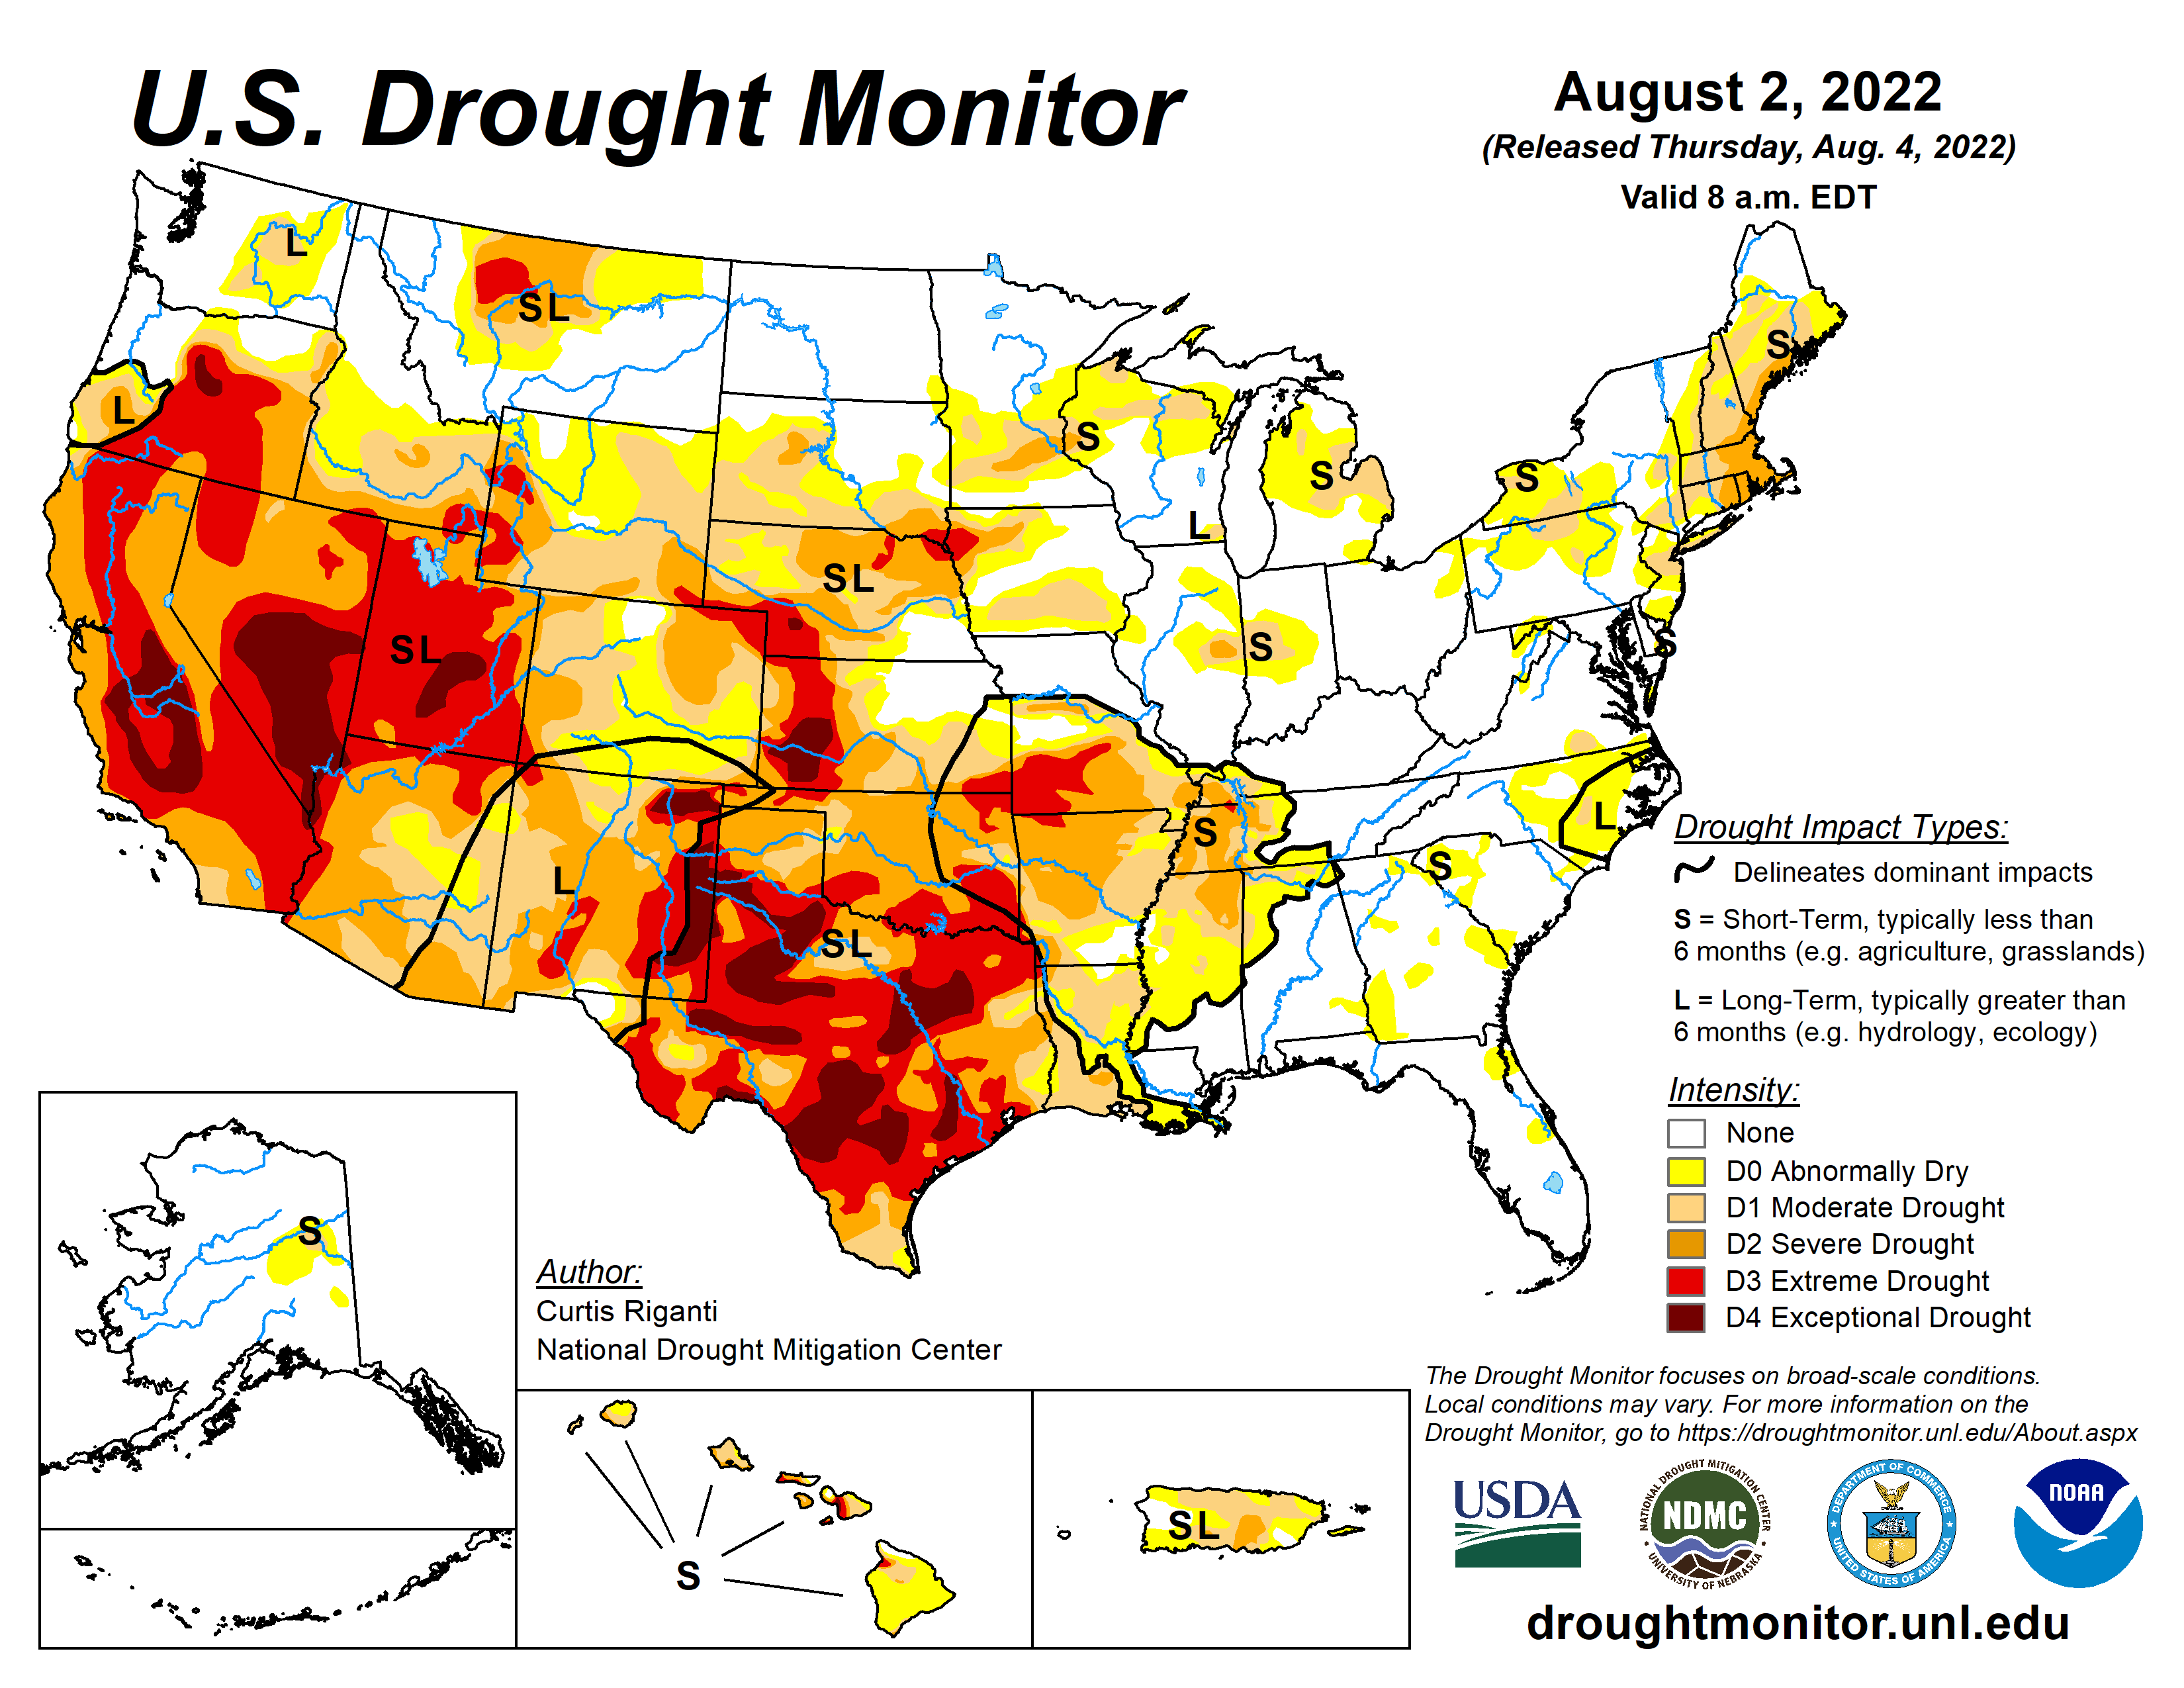 U.S. Drought Monitor
August 2, 2022
(Released Thursday, Aug. 4, 2022)
Valid 8 a.m. EDT
L
SL
S
L
S
S
S
L
SL
SL
S
S
L
S
S
L
SL
S
Drought Impact Types:
Delineates dominant impacts
S = Short-Term, typically less than
6 months (e.g. agriculture, grasslands)
L = Long-Term, typically greater than
6 months (e.g. hydrology, ecology)
Intensity:
None
D0 Abnormally Dry
D1 Moderate Drought
D2 Severe Drought
D3 Extreme Drought
D4 Exceptional Drought
Author:
Curtis Riganti
National Drought Mitigation Center
S
SL
The Drought Monitor focuses on broad-scale conditions.
Local conditions may vary. For more information on the
Drought Monitor, go to https://droughtmonitor.unl.edu/About.aspx
USDA
NATIONAL DROUGHT MITIGATION CENTER
NDMC
UNIVERSITY OF NEBRASKA
DEPARTMENT OF COMMERCE
UNITED STATES OF AMERICA
NOAA
droughtmonitor.unl.edu